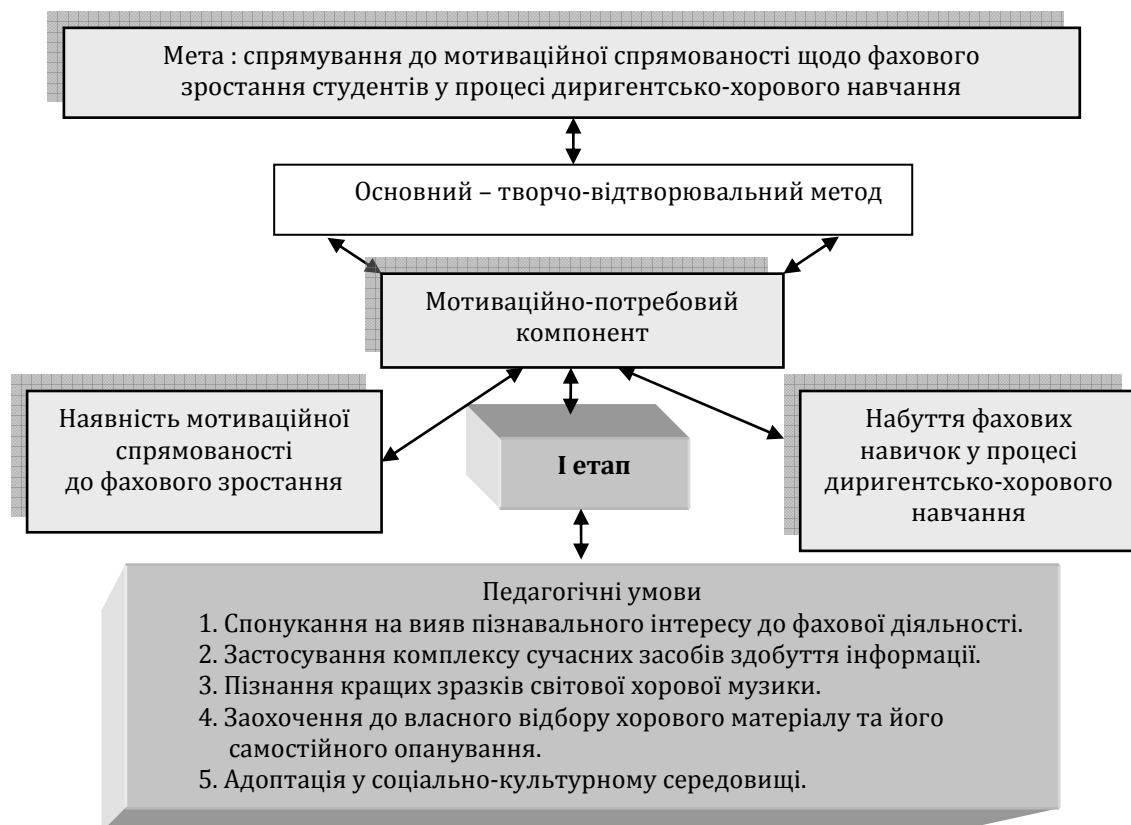 Мета : спрямування до мотиваційної спрямованості щодо фахового
зростання студентів у процесі диригентсько-хорового навчання
Основний – творчо-відтворювальний метод
Мотиваційно-потребовий
компонент
Наявність мотиваційної
спрямованості
до фахового зростання
І етап
Набуття фахових
навичок у процесі
диригентсько-хорового
навчання
Педагогічні умови
1. Спонукання на вияв пізнавального інтересу до фахової діяльності.
2. Застосування комплексу сучасних засобів здобуття інформації.
3. Пізнання кращих зразків світової хорової музики.
4. Заохочення до власного відбору хорового матеріалу та його
самостійного опанування.
5. Адоптація у соціально-культурному середовищі.